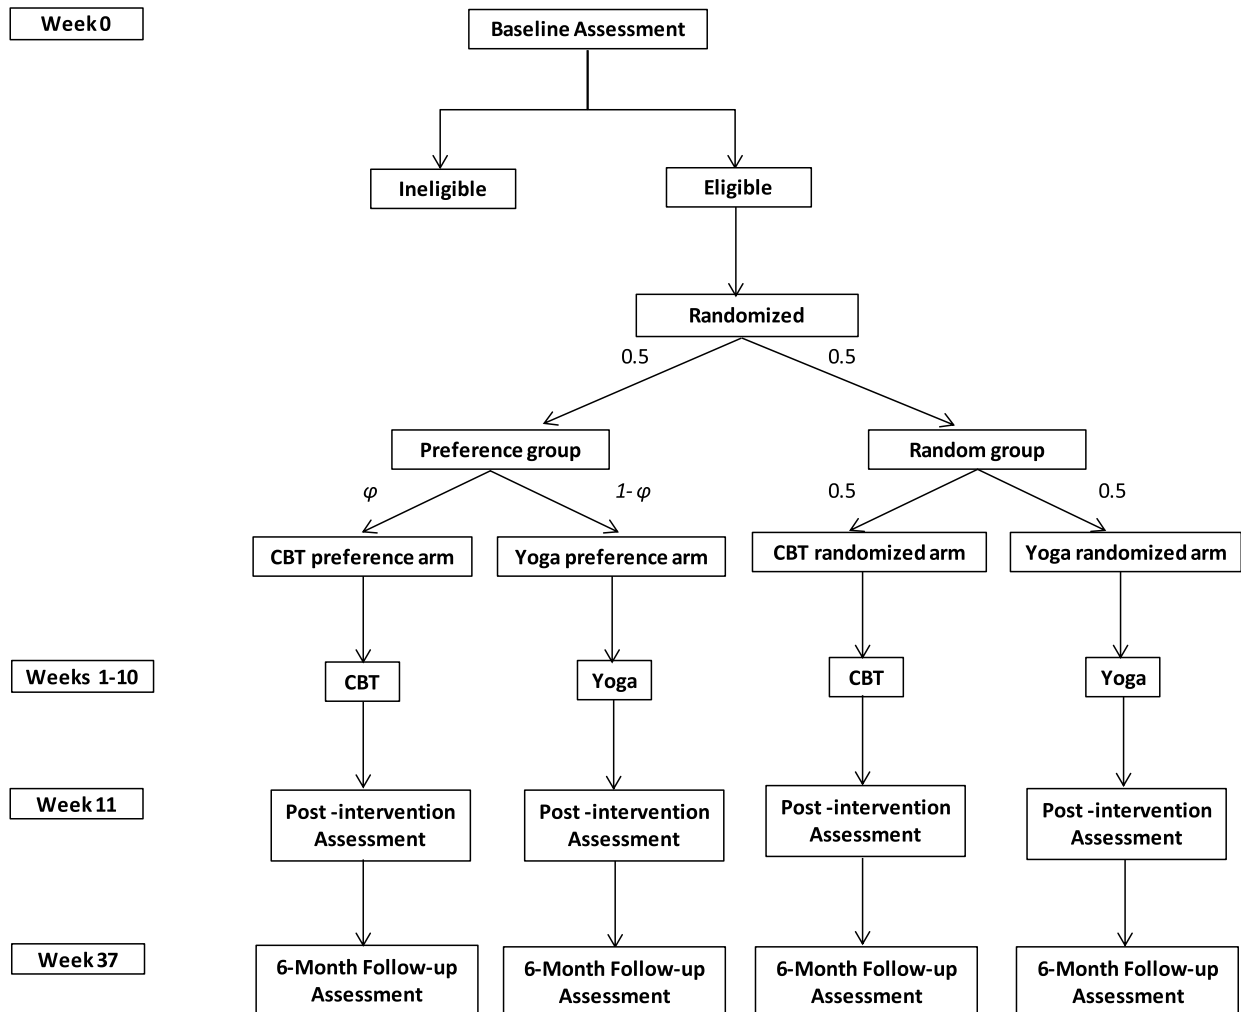 Week 0
Baseline Assessment
Ineligible
Eligible
Randomized
0.5
0.5
Preference group
Random group
φ
1- φ
0.5
0.5
CBT preference arm
Yoga preference arm
CBT randomized arm
Yoga randomized arm
Weeks 1-10
CBT
Yoga
CBT
Yoga
Week 11
Post -intervention
Assessment
Post -intervention
Assessment
Post -intervention
Assessment
Post -intervention
Assessment
Week 37
6-Month Follow-up
Assessment
6-Month Follow-up
Assessment
6-Month Follow-up
Assessment
6-Month Follow-up
Assessment